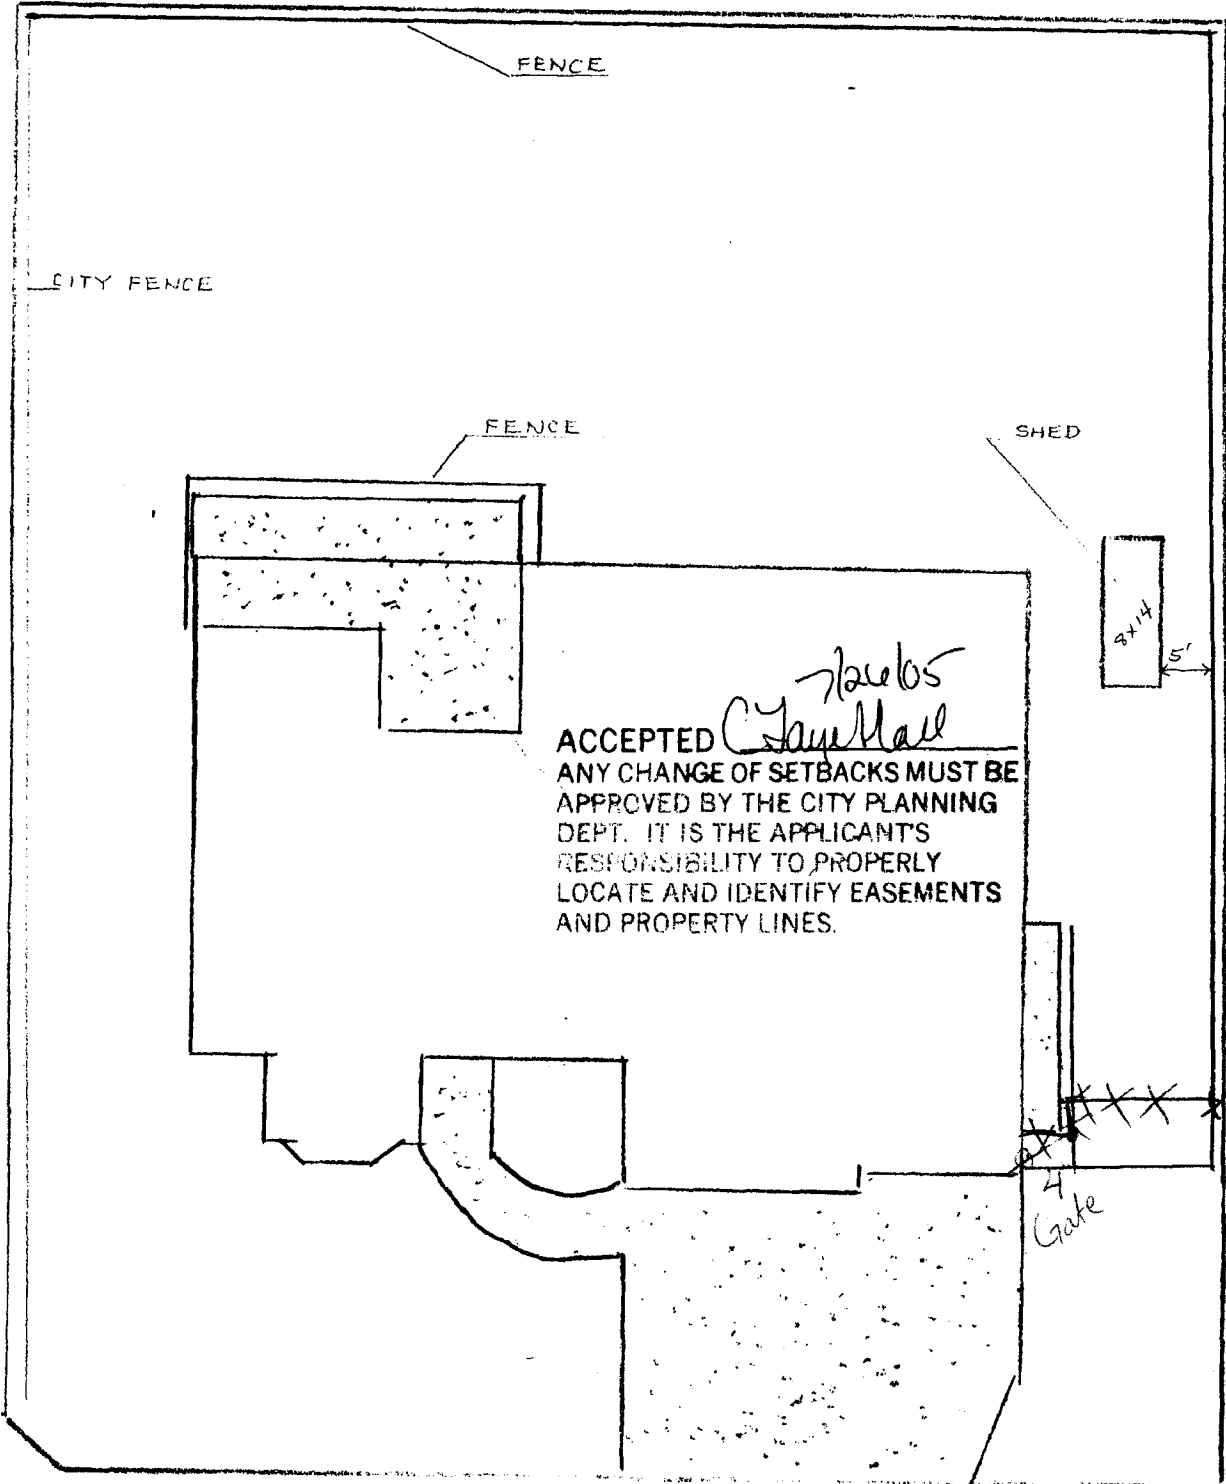 FENCE
CITY FENCE
FENCE
SHED
8x14
5'
7/26/05
ACCEPTED C Faye Hall
ANY CHANGE OF SETBACKS MUST BE
APPROVED BY THE CITY PLANNING
DEPT. IT IS THE APPLICANT'S
RESPONSIBILITY TO PROPERLY
LOCATE AND IDENTIFY EASEMENTS
AND PROPERTY LINES.
4
Gate